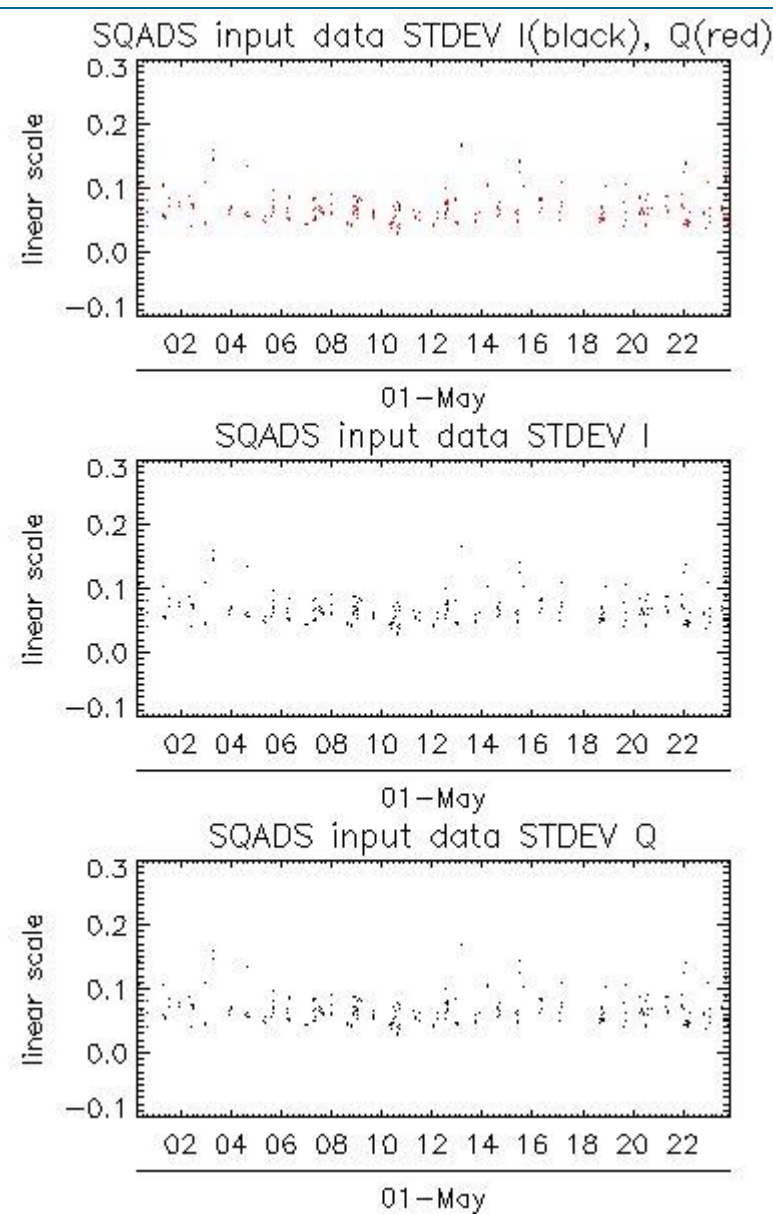 SQADS input data STDEV I(black), Q(red)
0.3
0.2
0.1
0.0
−0.1
linear scale
02 04 06 08 10 12 14 16 18 20 22
01−May
SQADS input data STDEV I
0.3
0.2
0.1
0.0
−0.1
linear scale
02 04 06 08 10 12 14 16 18 20 22
01−May
SQADS input data STDEV Q
0.3
0.2
0.1
0.0
−0.1
linear scale
02 04 06 08 10 12 14 16 18 20 22
01−May